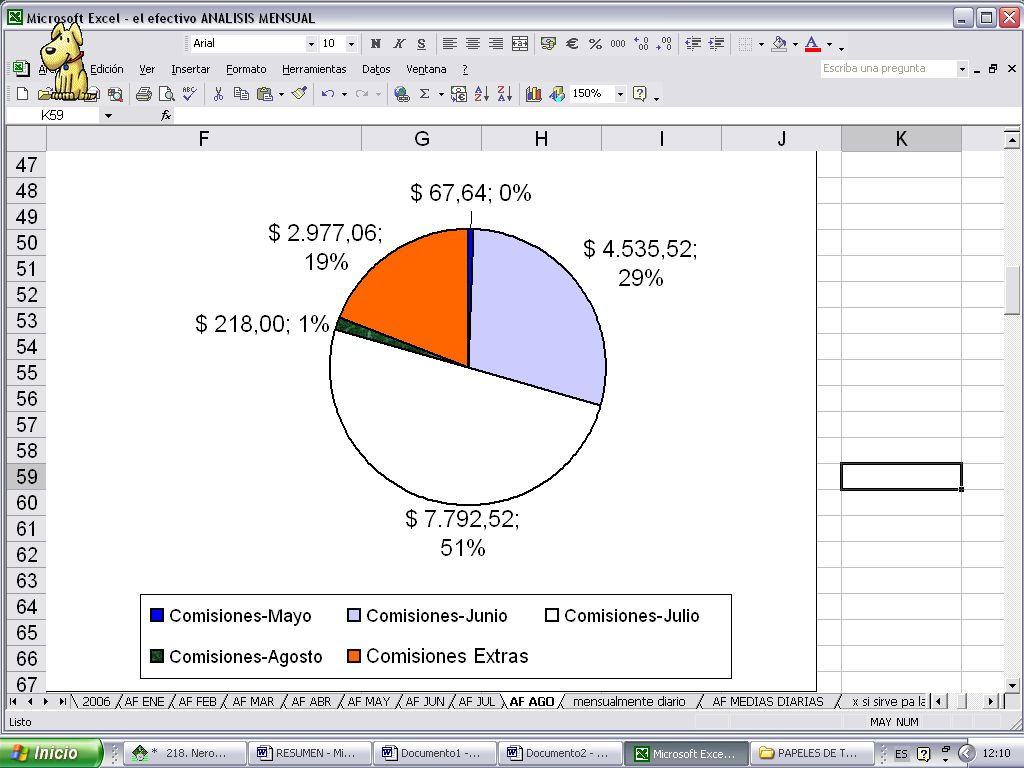 Microsoft Excel - el efectivo ANALISIS MENSUAL
Arial 10 N K S € % 000
Edición Ver Insertar Formato Herramientas Datos Ventana ? Escriba una pregunta
150%
K59 fx
F G H I J K
47
48
49
50
51
52
53
54
55
56
57
58
59
60
61
62
63
64
65
66
67
$ 67,64; 0%
$ 2.977,06;
19%
$ 4.535,52;
29%
$ 218,00; 1%
$ 7.792,52;
51%
Comisiones-Mayo Comisiones-Junio Comisiones-Julio
Comisiones-Agosto Comisiones Extras
2006 AF ENE AF FEB AF MAR AF ABR AF MAY AF JUN AF JUL AF AGO mensualmente diario AF MEDIAS DIARIAS x si sirve pa la
Listo MAY NUM
Inicio * 218. Nero... RESUMEN - Mi... Documento1 -... Documento2 - ... Microsoft Exce... PAPELES DE T... ES 12:10